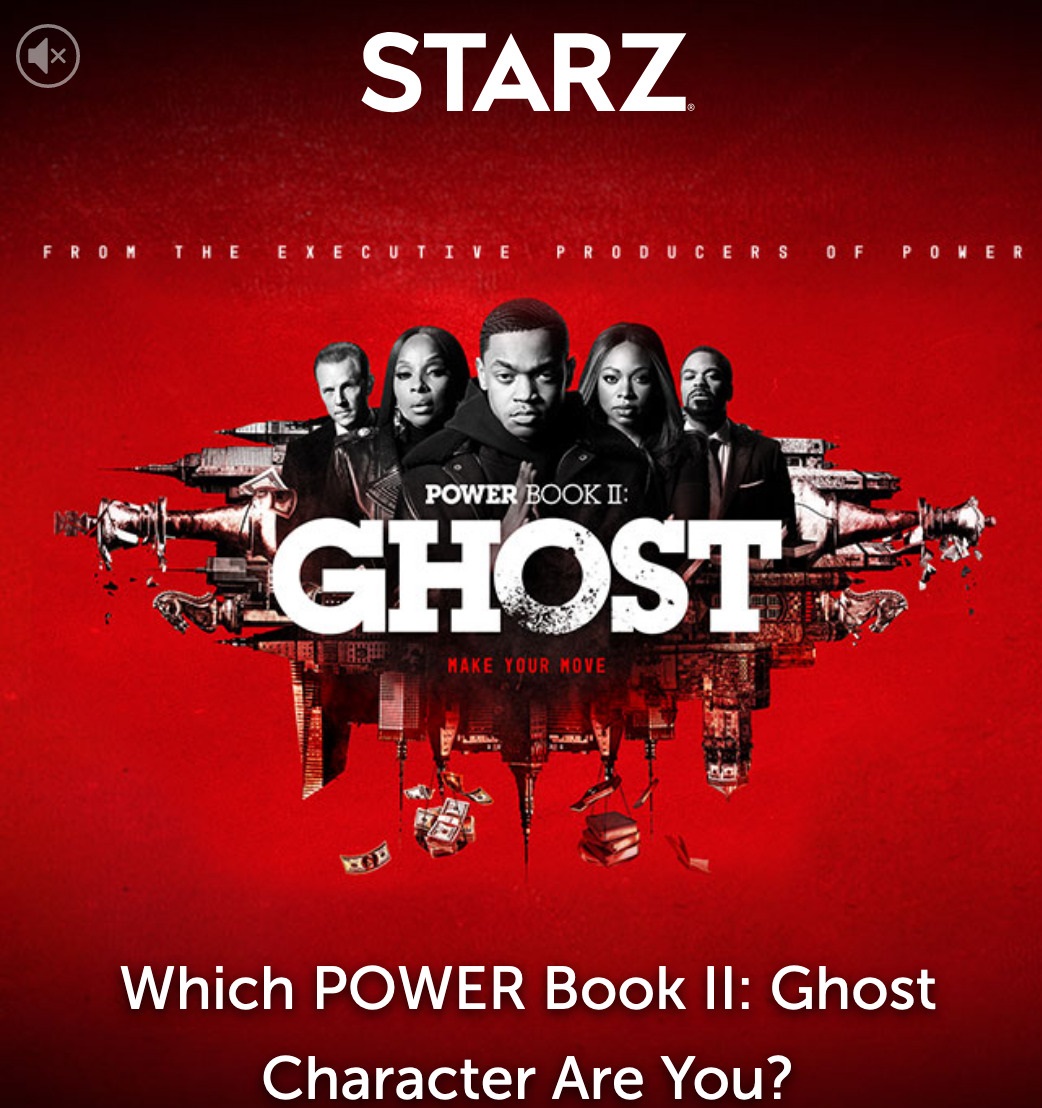 STARZ
FROM THE EXECUTIVE PRODUCERS OF POWER
POWER BOOK II:
GHOST
MAKE YOUR MOVE
Which POWER Book II: Ghost
Character Are You?